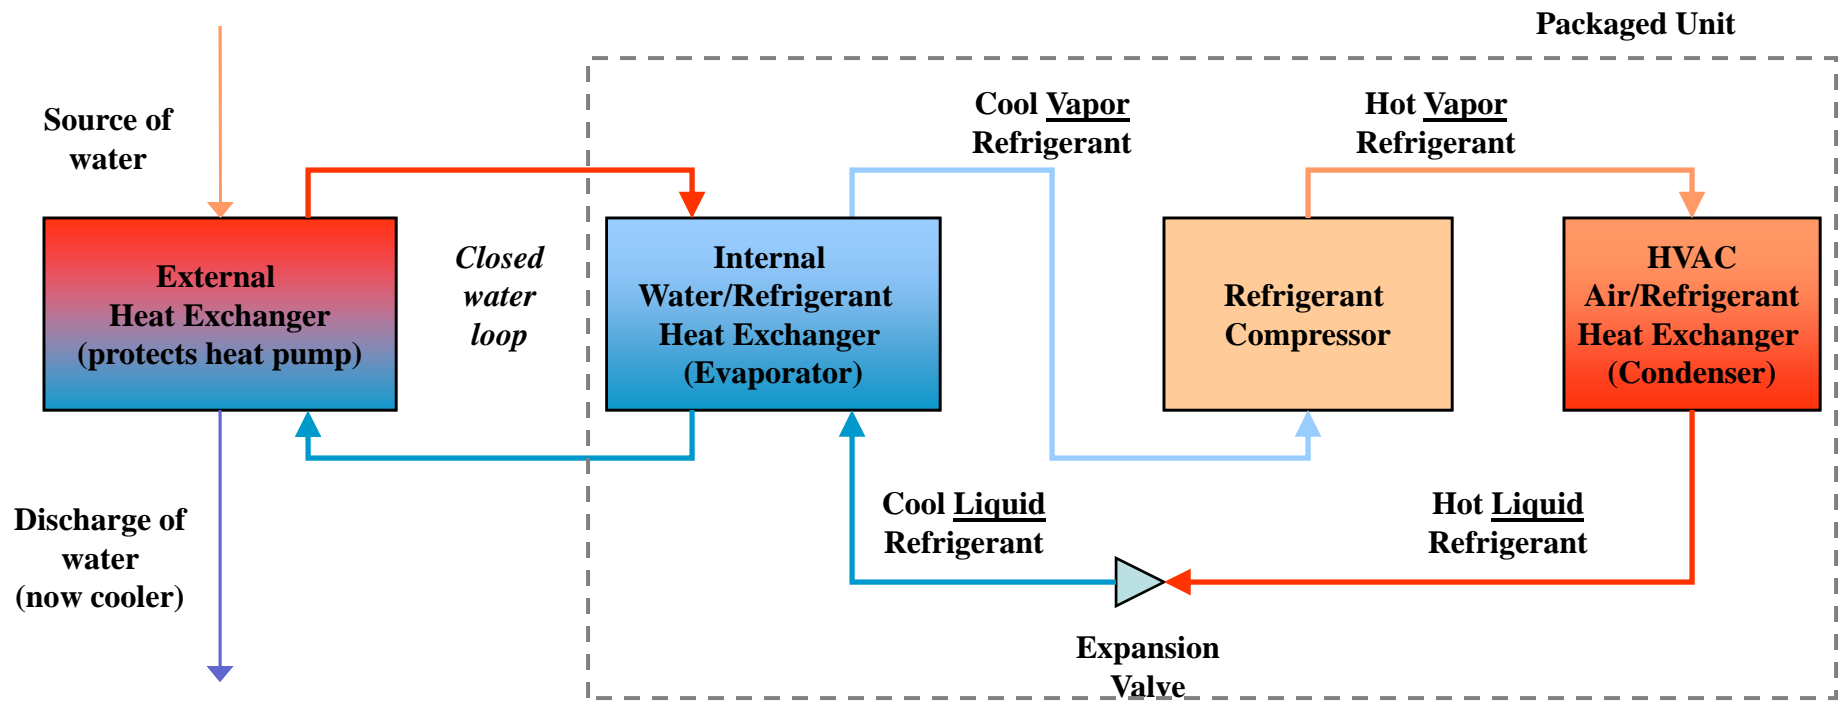 Packaged Unit
Source of
water
Cool Vapor
Refrigerant
Hot Vapor
Refrigerant
External
Heat Exchanger
(protects heat pump)
Closed
water
loop
Internal
Water/Refrigerant
Heat Exchanger
(Evaporator)
Refrigerant
Compressor
HVAC
Air/Refrigerant
Heat Exchanger
(Condenser)
Discharge of
water
(now cooler)
Cool Liquid
Refrigerant
Hot Liquid
Refrigerant
Expansion
Valve